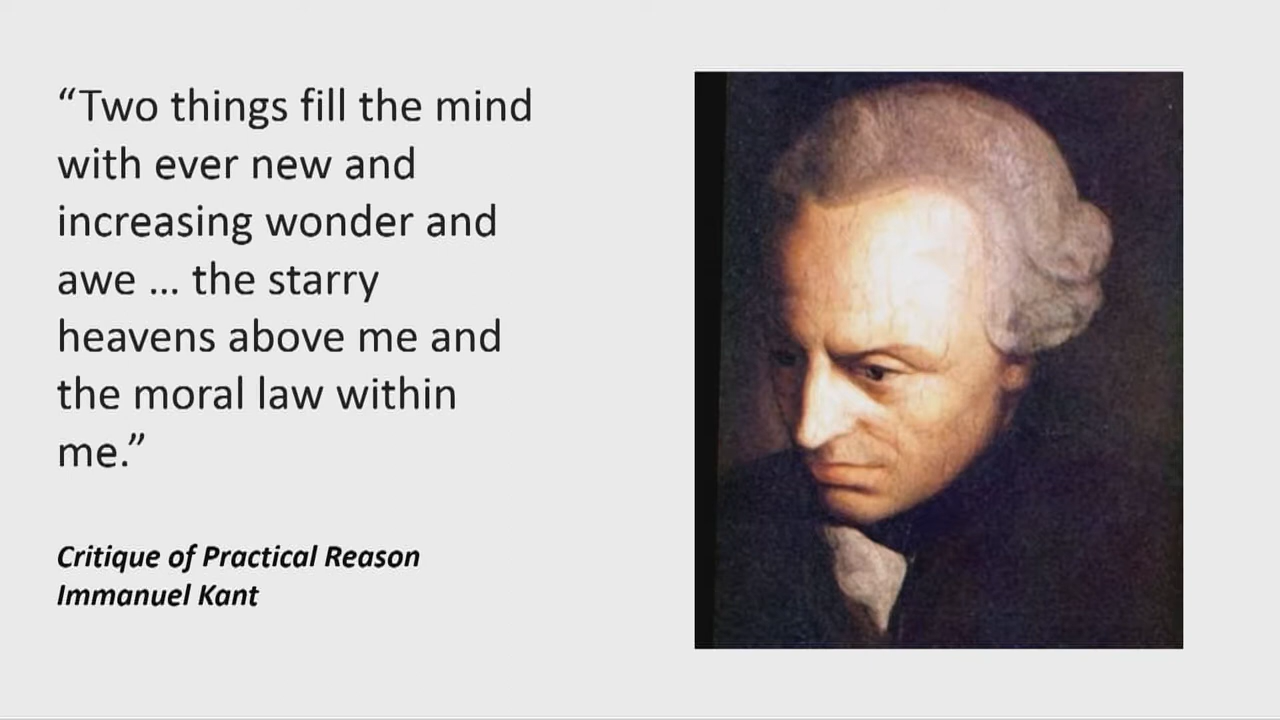 “Two things fill the mind
with ever new and
increasing wonder and
awe ... the starry
heavens above me and
the moral law within
me.”
Critique of Practical Reason
Immanuel Kant